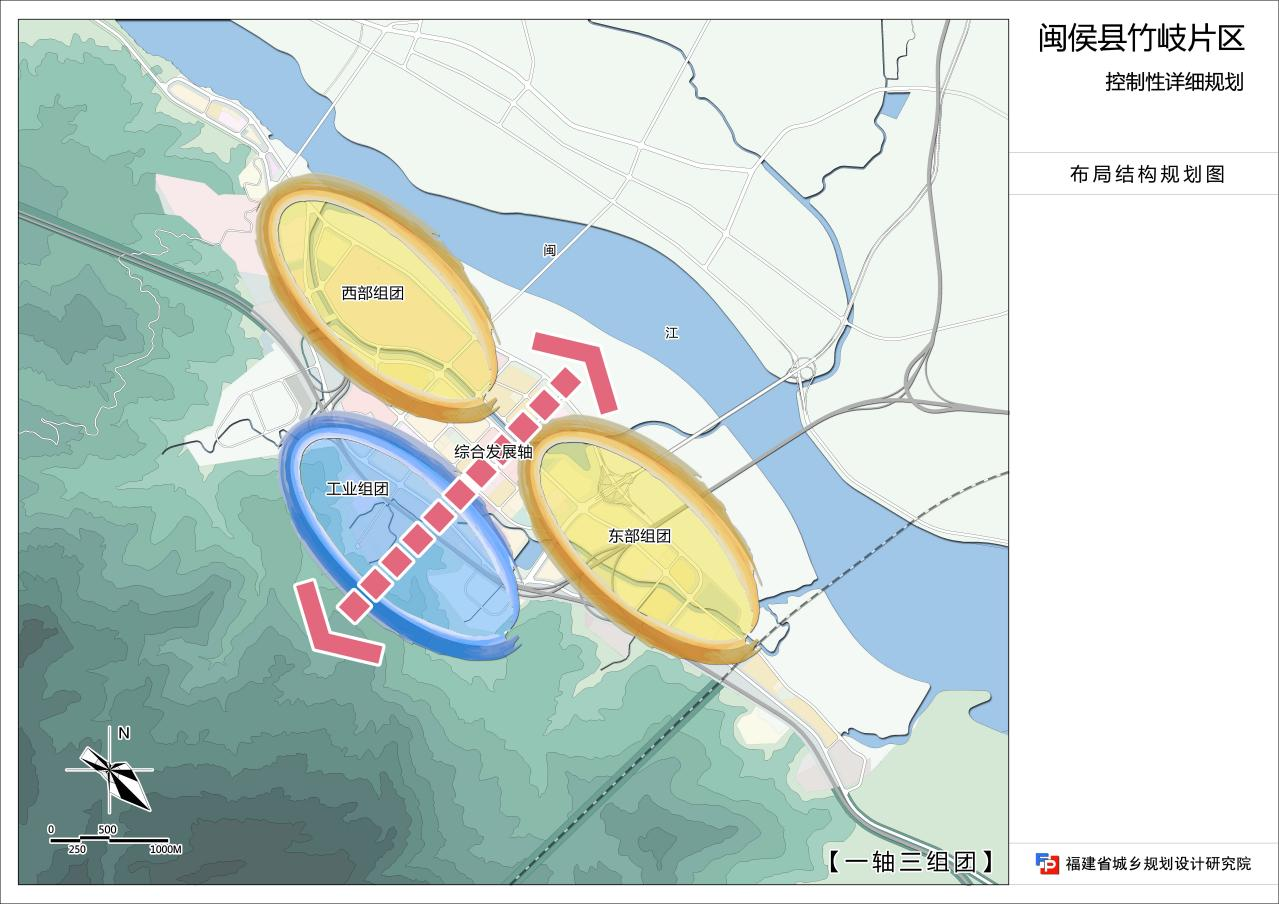 闽侯县竹岐片区
控制性详细规划
布局结构规划图
闽
江
西部组团
综合发展轴
工业组团
东部组团
N
0 500
250 1000M
【一轴三组团】
福建省城乡规划设计研究院